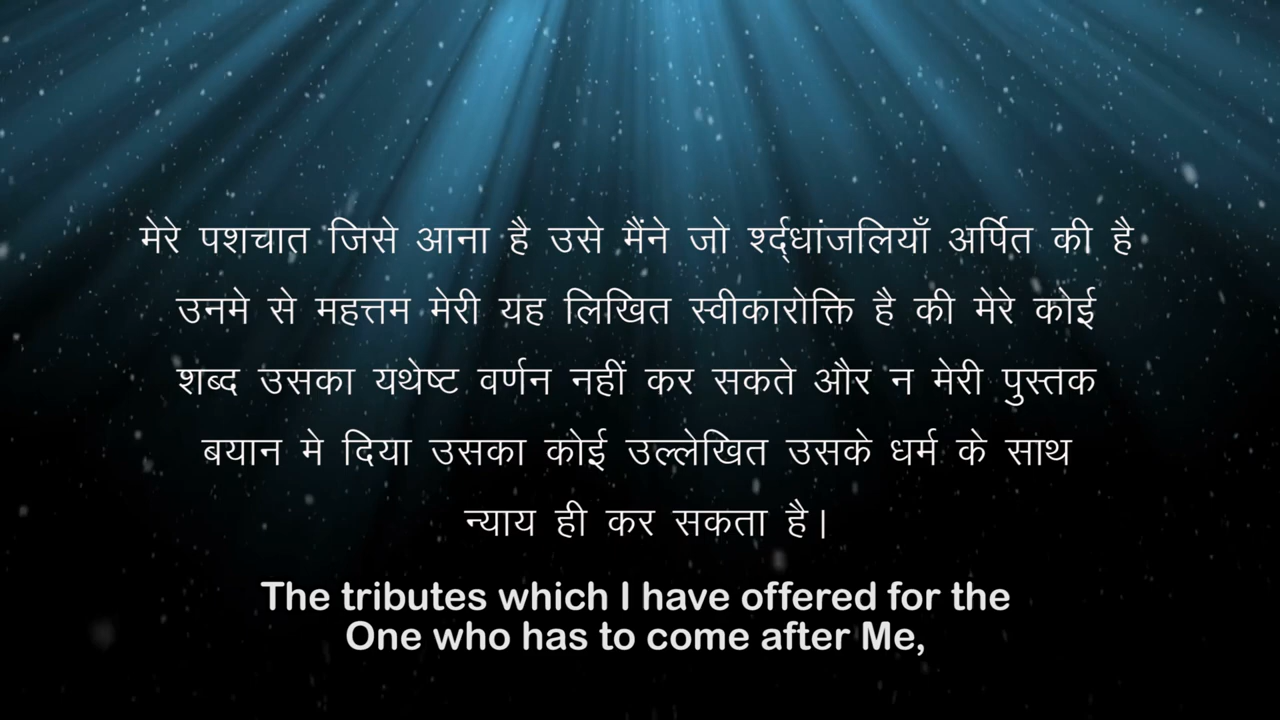 मेरे पशचात जिसे आना है उसे मैंने जो श्र्द्धांजलियाँ अर्पित की है
उनमे से महत्तम मेरी यह लिखित स्वीकारोक्ति है की मेरे कोई
शब्द उसका यथेष्ट वर्णन नहीं कर सकते और न मेरी पुस्तक
बयान मे दिया उसका कोई उल्लेखित उसके धर्म के साथ
न्याय ही कर सकता है।
The tributes which I have offered for the
One who has to come after Me,